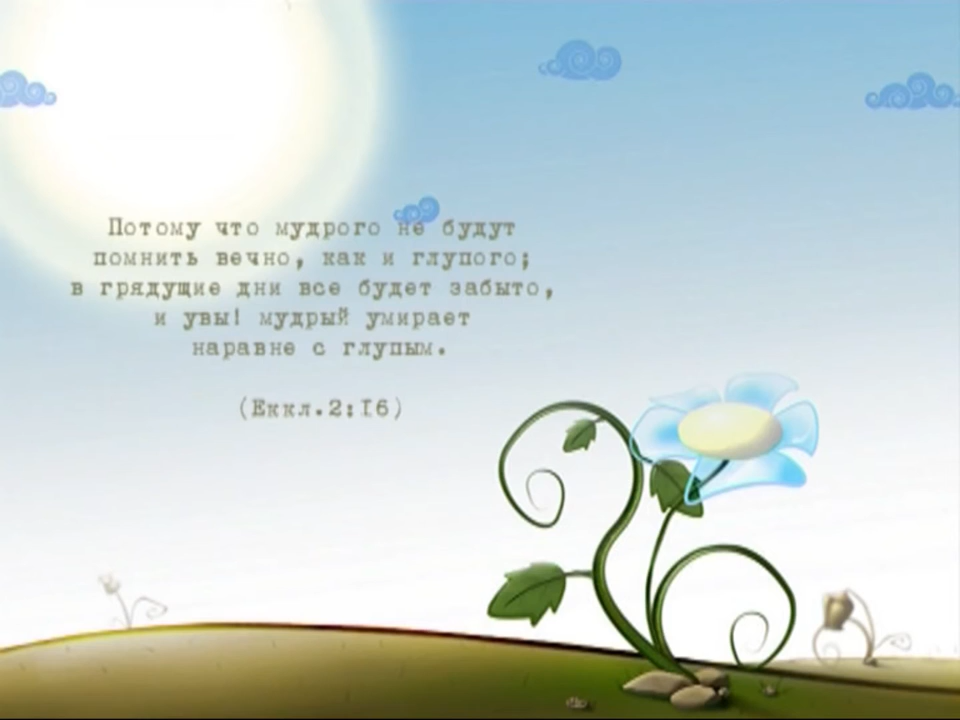 Потому что мудрого не будут
помнить вечно, как и глупого;
в грядущие дни все будет забыто,
и увы! мудрый умирает
наравне с глупым.
(Еккл.2:16)